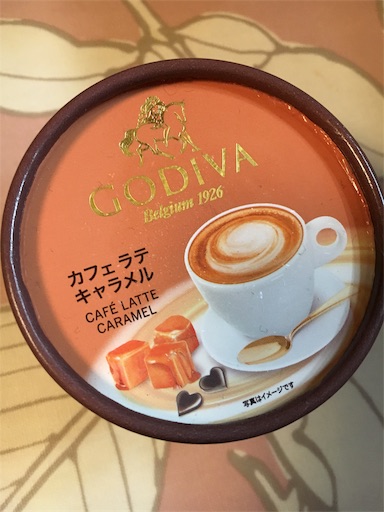 GODIVA
Belgium 1926
カフェ ラテ
キャラメル
CAFÉ LATTE
CARAMEL
写真はイメージです